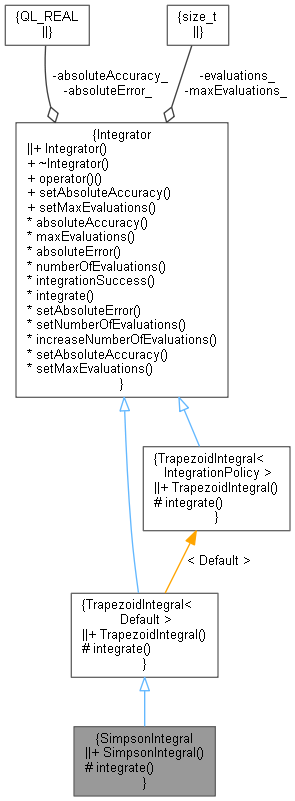 {QL_REAL
||}
{size_t
||}
-absoluteAccuracy_
-absoluteError_
-evaluations_
-maxEvaluations_
{Integrator
||+ Integrator()
+ ~Integrator()
+ operator()()
+ setAbsoluteAccuracy()
+ setMaxEvaluations()
* absoluteAccuracy()
* maxEvaluations()
* absoluteError()
* numberOfEvaluations()
* integrationSuccess()
* integrate()
* setAbsoluteError()
* setNumberOfEvaluations()
* increaseNumberOfEvaluations()
* setAbsoluteAccuracy()
* setMaxEvaluations()
}
{TrapezoidIntegral<
IntegrationPolicy >
||+ TrapezoidIntegral()
# integrate()
}
< Default >
{TrapezoidIntegral<
Default >
||+ TrapezoidIntegral()
# integrate()
}
{SimpsonIntegral
||+ SimpsonIntegral()
# integrate()
}